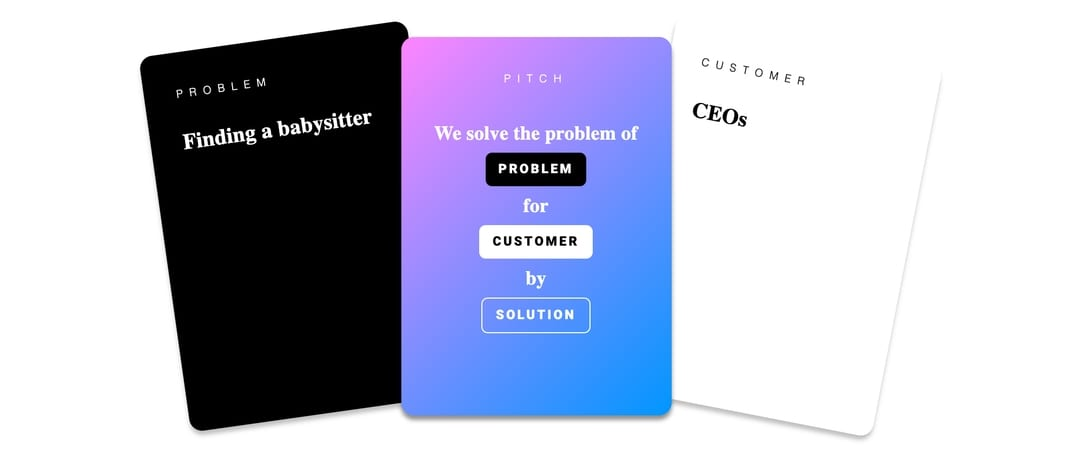 PROBLEM
Finding a babysitter
PITCH
We solve the problem of
PROBLEM
for
CUSTOMER
by
SOLUTION
CUSTOMER
CEOs